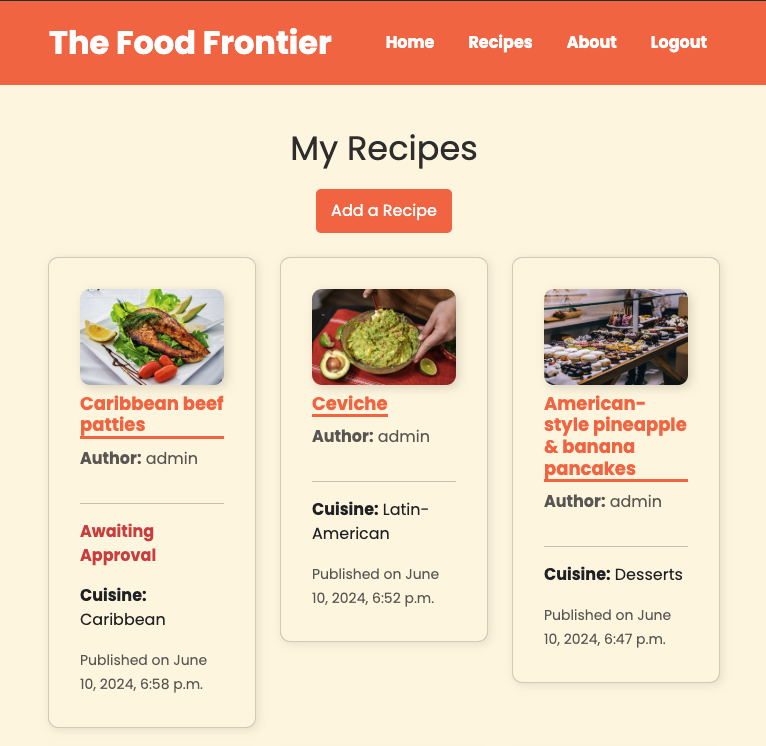 The Food Frontier
Home Recipes About Logout
My Recipes
Add a Recipe
Caribbean beef
patties
Author: admin
Awaiting
Approval
Cuisine:
Caribbean
Published on June
10, 2024, 6:58 p.m.
Ceviche
Author: admin
Cuisine: Latin-
American
Published on June
10, 2024, 6:52 p.m.
American-
style pineapple
& banana
pancakes
Author: admin
Cuisine: Desserts
Published on June
10, 2024, 6:47 p.m.